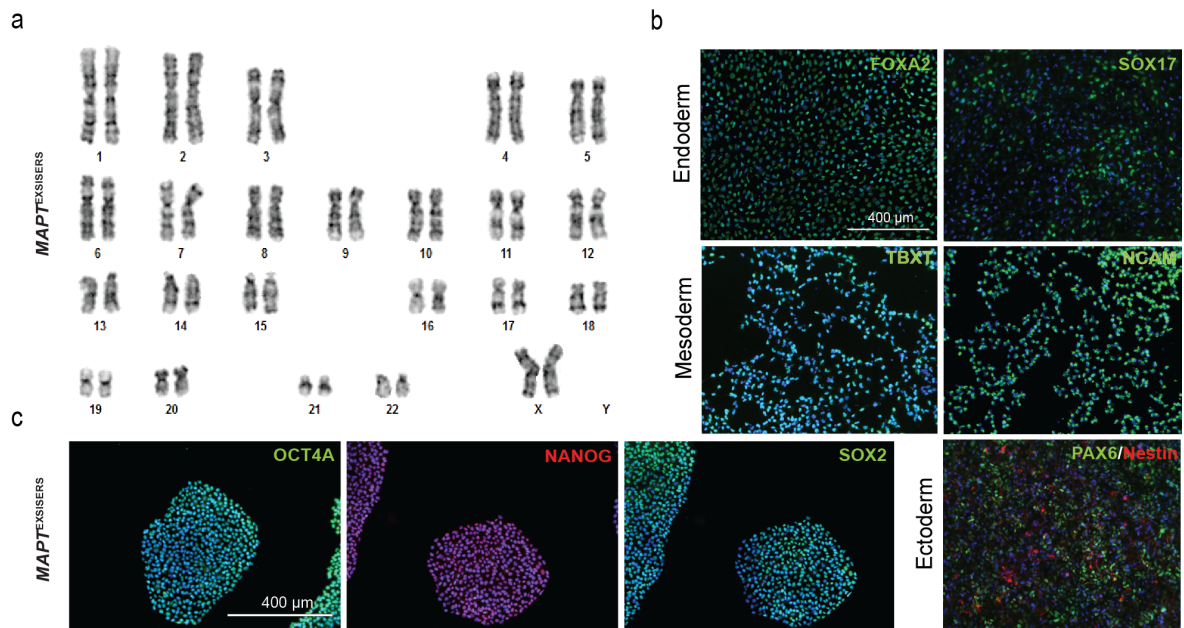 a
MAPTEXSISERS
1 2 3 4 5
6 7 8 9 10 11 12
13 14 15 16 17 18
19 20 21 22 X Y
b
Endoderm
FOXA2
400 µm
SOX17
Mesoderm
TBXT
NCAM
Ectoderm
PAX6/Nestin
c
MAPTEXSISERS
OCT4A
400 µm
NANOG
SOX2